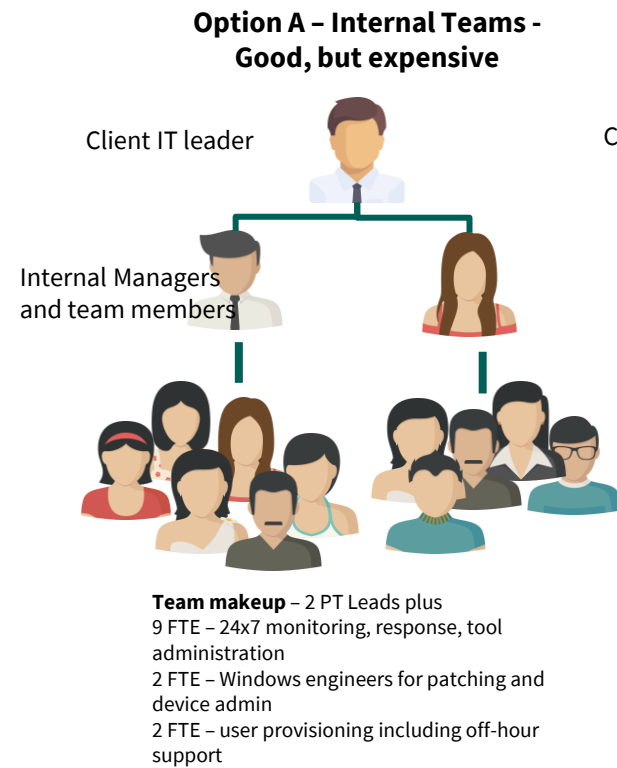 Option A – Internal Teams -
Good, but expensive
Client IT leader
C
Internal Managers
and team members
Team makeup – 2 PT Leads plus
9 FTE – 24x7 monitoring, response, tool
administration
2 FTE – Windows engineers for patching and
device admin
2 FTE – user provisioning including off-hour
support